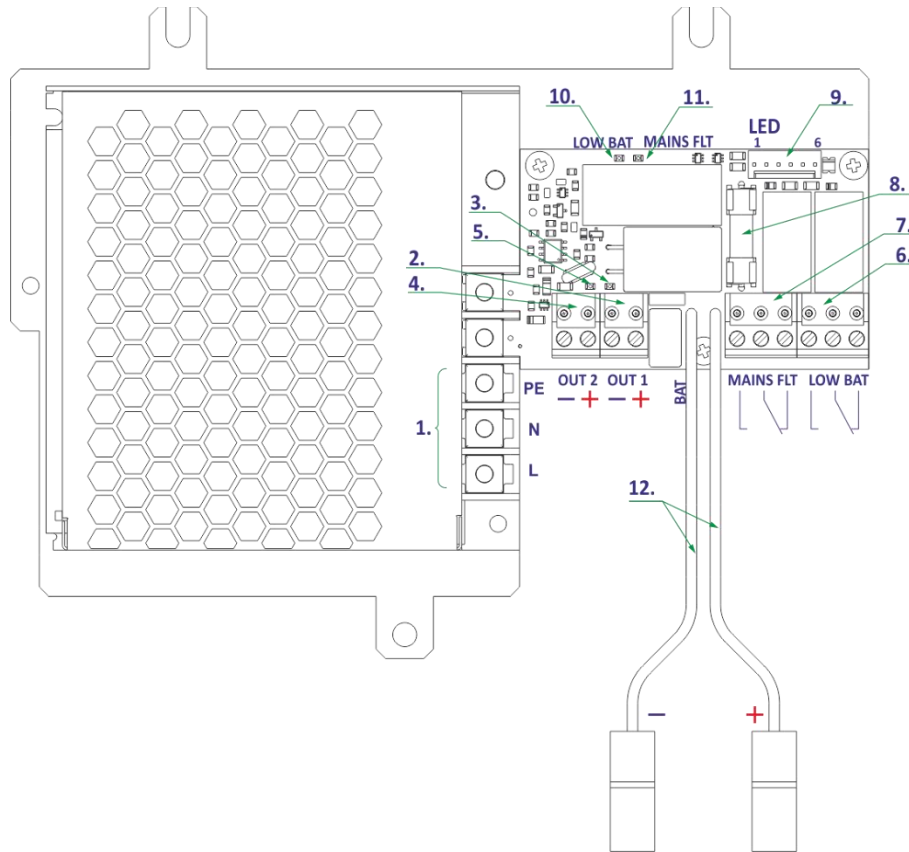 10.
11.
9.
LED
1 6
LOW BAT MAINS FLT
8.
3.
7.
5.
6.
2.
4.
PE
OUT 2 OUT 1
− + − +
BAT
MAINS FLT LOW BAT
1.
N
L
12.
− +